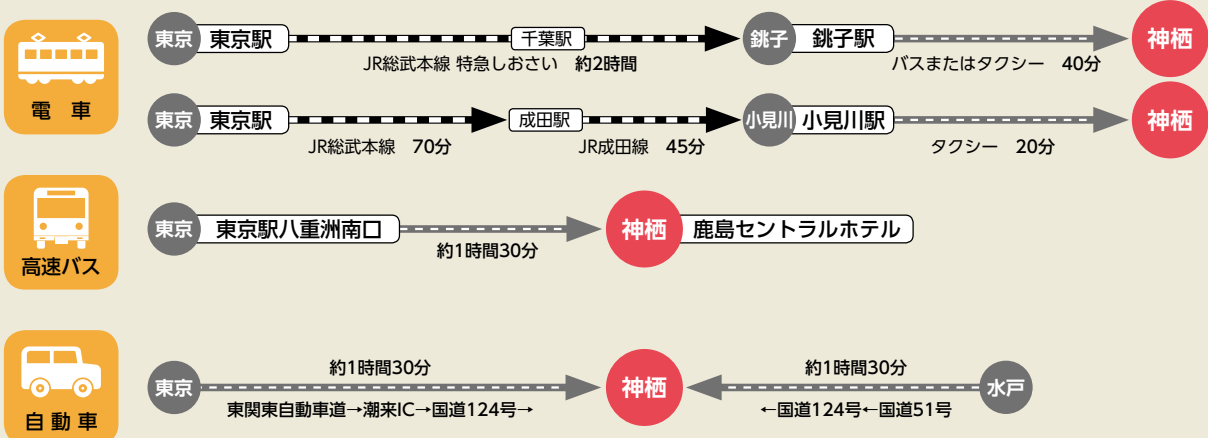 電車
東京 東京駅 千葉駅 銚子 銚子駅 神栖
JR総武本線 特急しおさい 約2時間 バスまたはタクシー 40分
東京 東京駅 成田駅 小見川 小見川駅 神栖
JR総武本線 70分 JR成田線 45分 タクシー 20分
高速バス
東京 東京駅八重洲南口 神栖 鹿島セントラルホテル
約1時間30分
自動車
約1時間30分 約1時間30分
東京 神栖 水戸
東関東自動車道→潮来IC→国道124号→ ←国道124号←国道51号